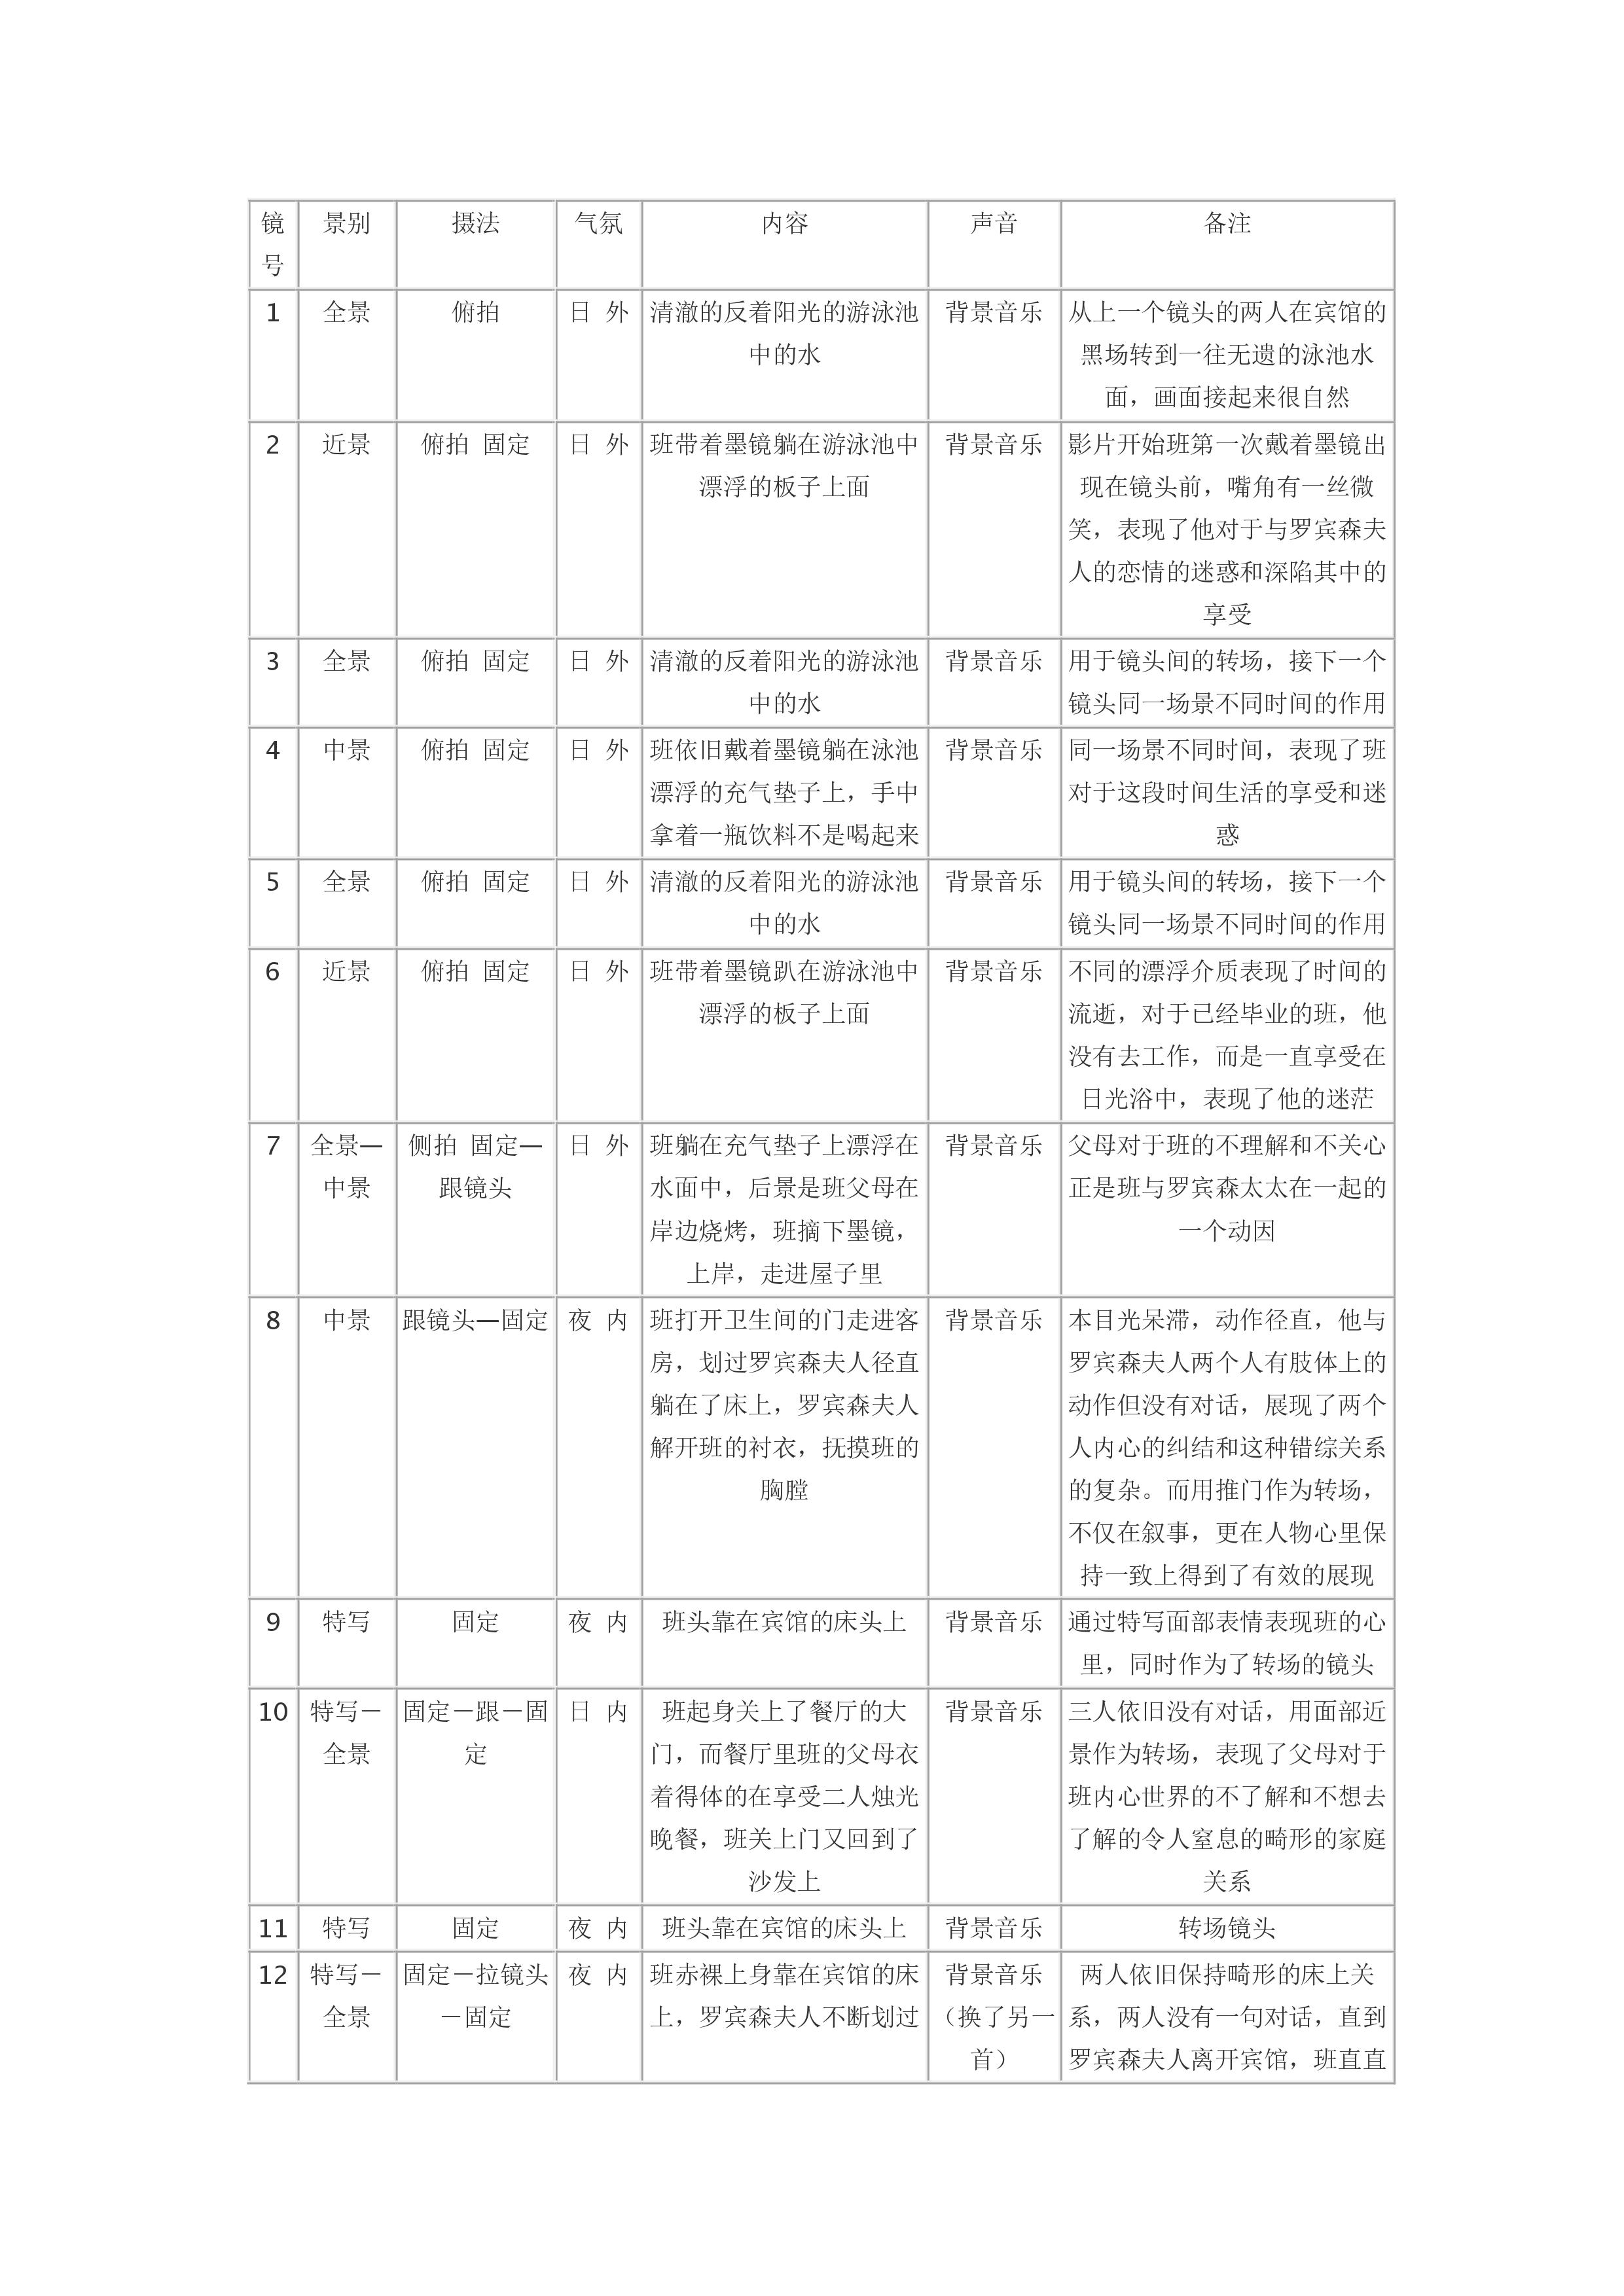 镜号 景别 摄法 气氛 内容 声音 备注
1 全景 俯拍 日 外 清澈的反着阳光的游泳池中的水 背景音乐 从上一个镜头的两人在宾馆的黑场转到一往无遗的泳池水面，画面接起来很自然
2 近景 俯拍 固定 日 外 班带着墨镜躺在游泳池中漂浮的板子上面 背景音乐 影片开始班第一次戴着墨镜出现在镜头前，嘴角有一丝微笑，表现了他对于与罗宾森夫人的恋情的迷惑和深陷其中的享受
3 全景 俯拍 固定 日 外 清澈的反着阳光的游泳池中的水 背景音乐 用于镜头间的转场，接下一个镜头同一场景不同时间的作用
4 中景 俯拍 固定 日 外 班依旧戴着墨镜躺在泳池漂浮的充气垫子上，手中拿着一瓶饮料不是喝起来 背景音乐 同一场景不同时间，表现了班对于这段时间生活的享受和迷惑
5 全景 俯拍 固定 日 外 清澈的反着阳光的游泳池中的水 背景音乐 用于镜头间的转场，接下一个镜头同一场景不同时间的作用
6 近景 俯拍 固定 日 外 班带着墨镜趴在游泳池中漂浮的板子上面 背景音乐 不同的漂浮介质表现了时间的流逝，对于已经毕业的班，他没有去工作，而是一直享受在日光浴中，表现了他的迷茫
7 全景—中景 侧拍 固定—跟镜头 日 外 班躺在充气垫子上漂浮在水面中，后景是班父母在岸边烧烤，班摘下墨镜，上岸，走进屋子里 背景音乐 父母对于班的不理解和不关心正是班与罗宾森太太在一起的一个动因
8 中景 跟镜头—固定 夜 内 班打开卫生间的门走进客房，划过罗宾森夫人径直躺在了床上，罗宾森夫人解开班的衬衣，抚摸班的胸膛 背景音乐 本目光呆滞，动作径直，他与罗宾森夫人两个人有肢体上的动作但没有对话，展现了两个人内心的纠结和这种错综关系的复杂。而用推门作为转场，不仅在叙事，更在人物心里保持一致上得到了有效的展现
9 特写 固定 夜 内 班头靠在宾馆的床头上 背景音乐 通过特写面部表情表现班的心里，同时作为了转场的镜头
10 特写－全景 固定－跟－固定 日 内 班起身关上了餐厅的大门，而餐厅里班的父母衣着得体的在享受二人烛光晚餐，班关上门又回到了沙发上 背景音乐 三人依旧没有对话，用面部近景作为转场，表现了父母对于班内心世界的不了解和不想去了解的令人窒息的畸形的家庭关系
11 特写 固定 夜 内 班头靠在宾馆的床头上 背景音乐 转场镜头
12 特写－全景 固定－拉镜头－固定 夜 内 班赤裸上身靠在宾馆的床上，罗宾森夫人不断划过 背景音乐（换了另一首） 两人依旧保持畸形的床上关系，两人没有一句对话，直到罗宾森夫人离开宾馆，班直直